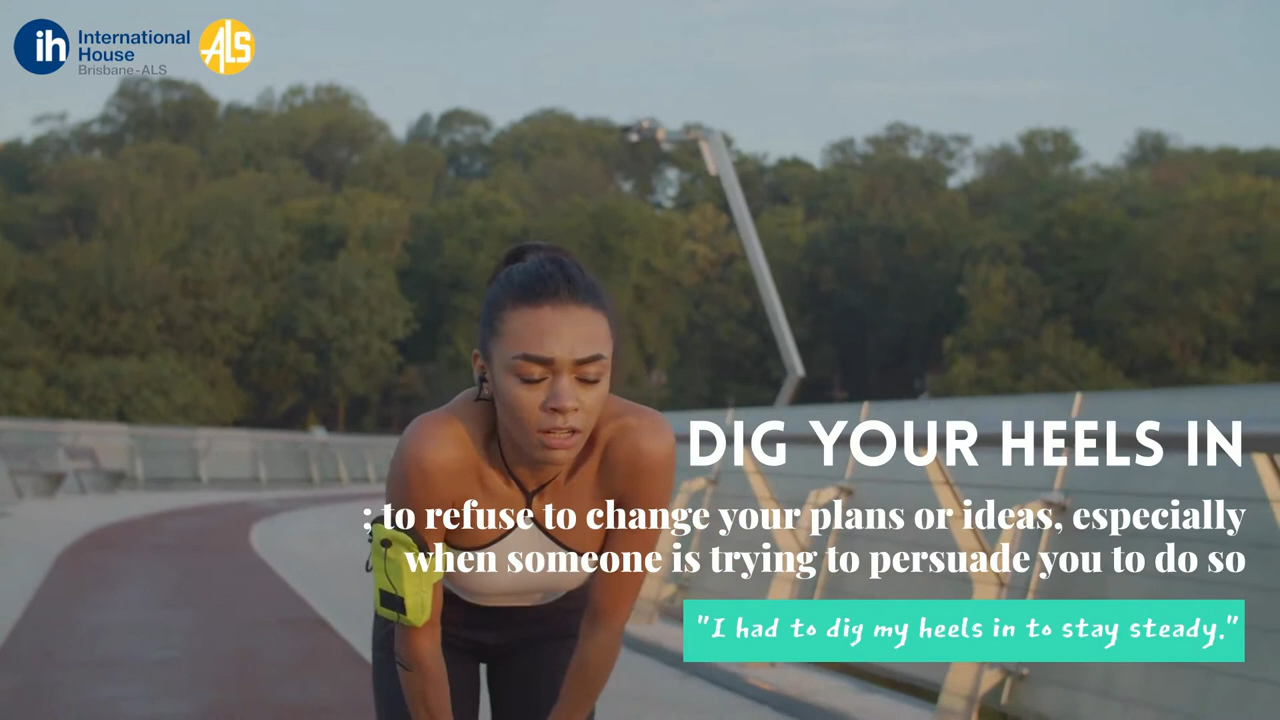 ih International
House
Brisbane-ALS
ALS
DIG YOUR HEELS IN
: to refuse to change your plans or ideas, especially
when someone is trying to persuade you to do so
"I had to dig my heels in to stay steady."